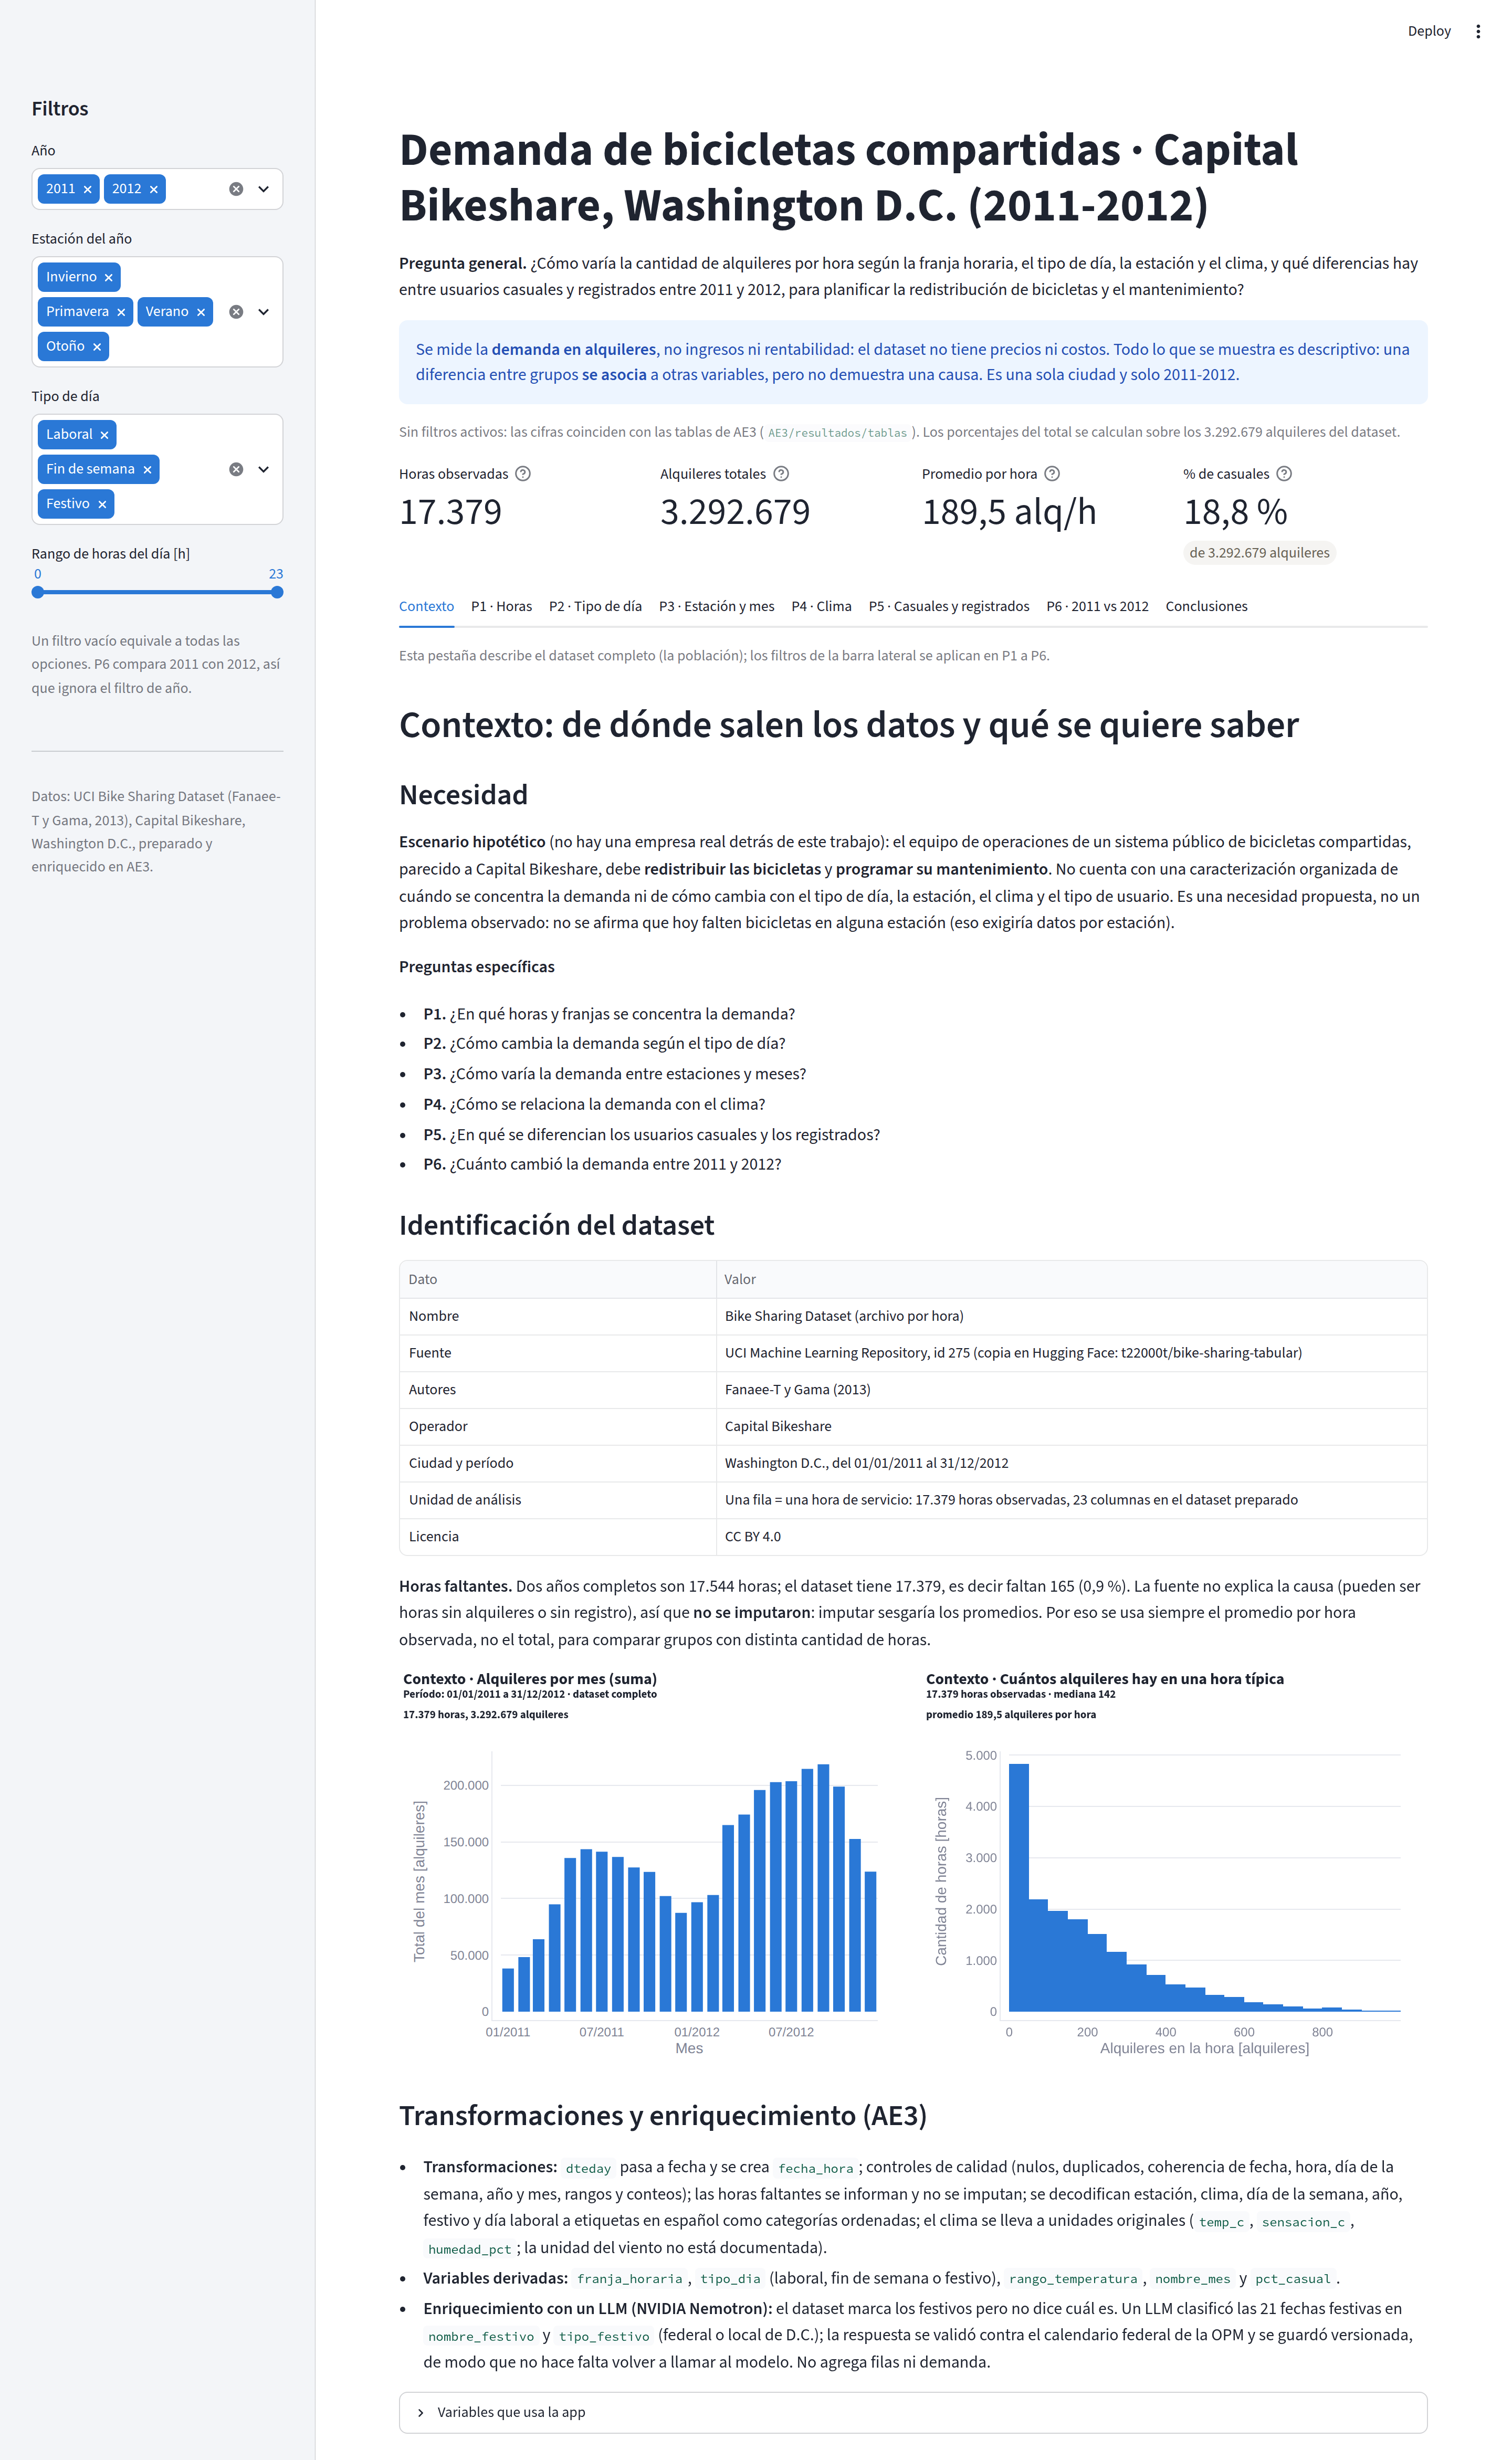 Deploy
Filtros
Año
2011
2012
Estación del año
Invierno
Primavera
Verano
Otoño
Tipo de día
Laboral
Fin de semana
Festivo
Rango de horas del día [h]
0
23
Un filtro vacío equivale a todas las
opciones. P6 compara 2011 con 2012, así
que ignora el filtro de año.
Datos: UCI Bike Sharing Dataset (Fanaee-
T y Gama, 2013), Capital Bikeshare,
Washington D.C., preparado y
enriquecido en AE3.
Demanda de bicicletas compartidas · Capital
Bikeshare, Washington D.C. (2011-2012)
Pregunta general. ¿Cómo varía la cantidad de alquileres por hora según la franja horaria, el tipo de día, la estación y el clima, y qué diferencias hay
entre usuarios casuales y registrados entre 2011 y 2012, para planificar la redistribución de bicicletas y el mantenimiento?
Se mide la demanda en alquileres, no ingresos ni rentabilidad: el dataset no tiene precios ni costos. Todo lo que se muestra es descriptivo: una
diferencia entre grupos se asocia a otras variables, pero no demuestra una causa. Es una sola ciudad y solo 2011-2012.
Sin filtros activos: las cifras coinciden con las tablas de AE3 ( AE3/resultados/tablas ). Los porcentajes del total se calculan sobre los 3.292.679 alquileres del dataset.
Horas observadas
17.379
Alquileres totales
3.292.679
Promedio por hora
189,5 alq/h
% de casuales
18,8 %
de 3.292.679 alquileres
Contexto
P1 · Horas
P2 · Tipo de día
P3 · Estación y mes
P4 · Clima
P5 · Casuales y registrados
P6 · 2011 vs 2012
Conclusiones
Esta pestaña describe el dataset completo (la población); los filtros de la barra lateral se aplican en P1 a P6.
Contexto: de dónde salen los datos y qué se quiere saber
Necesidad
Escenario hipotético (no hay una empresa real detrás de este trabajo): el equipo de operaciones de un sistema público de bicicletas compartidas,
parecido a Capital Bikeshare, debe redistribuir las bicicletas y programar su mantenimiento. No cuenta con una caracterización organizada de
cuándo se concentra la demanda ni de cómo cambia con el tipo de día, la estación, el clima y el tipo de usuario. Es una necesidad propuesta, no un
problema observado: no se afirma que hoy falten bicicletas en alguna estación (eso exigiría datos por estación).
Preguntas específicas
• P1. ¿En qué horas y franjas se concentra la demanda?
• P2. ¿Cómo cambia la demanda según el tipo de día?
• P3. ¿Cómo varía la demanda entre estaciones y meses?
• P4. ¿Cómo se relaciona la demanda con el clima?
• P5. ¿En qué se diferencian los usuarios casuales y los registrados?
• P6. ¿Cuánto cambió la demanda entre 2011 y 2012?
Identificación del dataset
Dato Valor
Nombre Bike Sharing Dataset (archivo por hora)
Fuente UCI Machine Learning Repository, id 275 (copia en Hugging Face: t22000t/bike-sharing-tabular)
Autores Fanaee-T y Gama (2013)
Operador Capital Bikeshare
Ciudad y período Washington D.C., del 01/01/2011 al 31/12/2012
Unidad de análisis Una fila = una hora de servicio: 17.379 horas observadas, 23 columnas en el dataset preparado
Licencia CC BY 4.0
Horas faltantes. Dos años completos son 17.544 horas; el dataset tiene 17.379, es decir faltan 165 (0,9 %). La fuente no explica la causa (pueden ser
horas sin alquileres o sin registro), así que no se imputaron: imputar sesgaría los promedios. Por eso se usa siempre el promedio por hora
observada, no el total, para comparar grupos con distinta cantidad de horas.
Contexto · Alquileres por mes (suma)
Período: 01/01/2011 a 31/12/2012 · dataset completo
17.379 horas, 3.292.679 alquileres
Total del mes [alquileres]
200.000
150.000
100.000
50.000
0
01/2011 07/2011 01/2012 07/2012
Mes
Contexto · Cuántos alquileres hay en una hora típica
17.379 horas observadas · mediana 142
promedio 189,5 alquileres por hora
Cantidad de horas [horas]
5.000
4.000
3.000
2.000
1.000
0
0 200 400 600 800
Alquileres en la hora [alquileres]
Transformaciones y enriquecimiento (AE3)
• Transformaciones: dteday pasa a fecha y se crea fecha_hora ; controles de calidad (nulos, duplicados, coherencia de fecha, hora, día de la
semana, año y mes, rangos y conteos); las horas faltantes se informan y no se imputan; se decodifican estación, clima, día de la semana, año,
festivo y día laboral a etiquetas en español como categorías ordenadas; el clima se lleva a unidades originales ( temp_c , sensacion_c ,
humedad_pct ; la unidad del viento no está documentada).
• Variables derivadas: franja_horaria , tipo_dia (laboral, fin de semana o festivo), rango_temperatura , nombre_mes y pct_casual .
• Enriquecimiento con un LLM (NVIDIA Nemotron): el dataset marca los festivos pero no dice cuál es. Un LLM clasificó las 21 fechas festivas en
nombre_festivo y tipo_festivo (federal o local de D.C.); la respuesta se validó contra el calendario federal de la OPM y se guardó versionada,
de modo que no hace falta volver a llamar al modelo. No agrega filas ni demanda.
Variables que usa la app